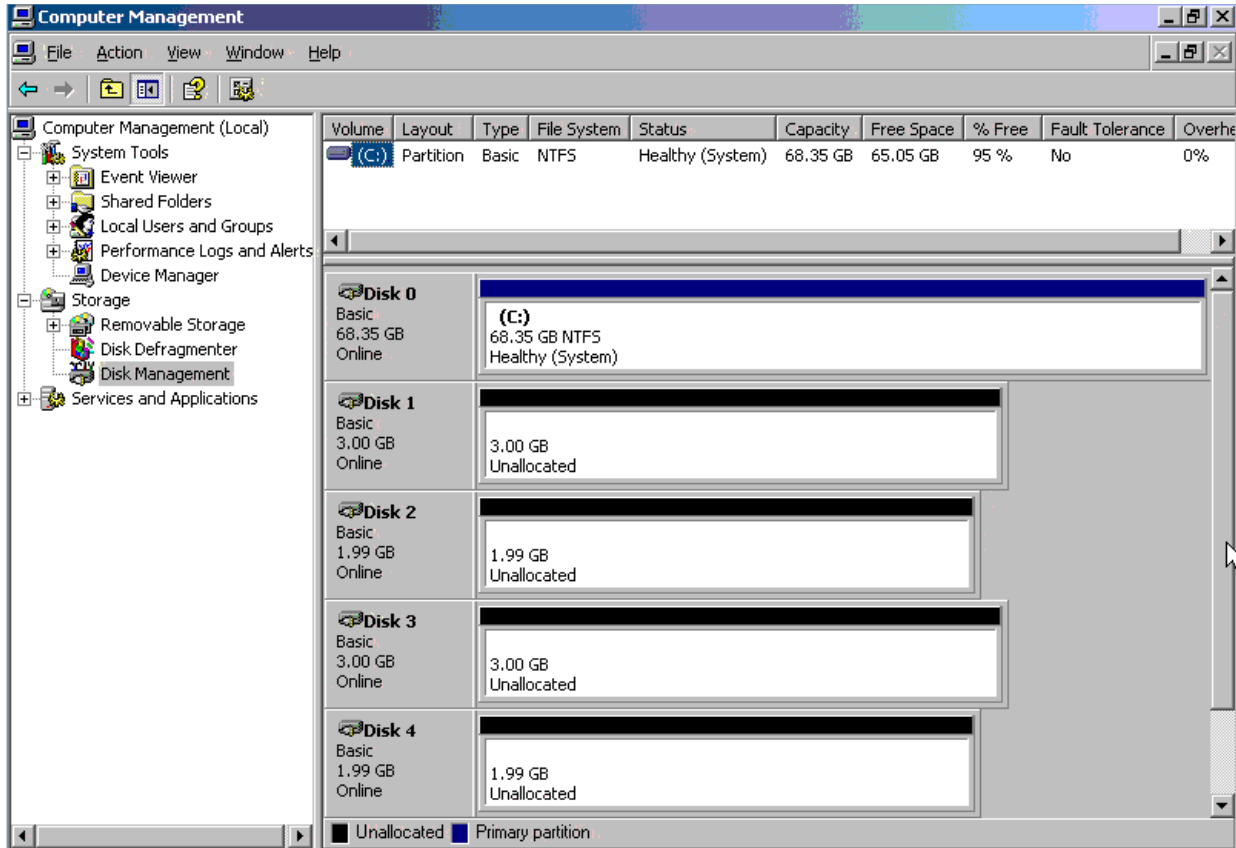 Computer Management
File Action View Window Help
Computer Management (Local)
System Tools
Event Viewer
Shared Folders
Local Users and Groups
Performance Logs and Alerts
Device Manager
Storage
Removable Storage
Disk Defragmenter
Disk Management
Services and Applications
Volume Layout Type File System Status Capacity Free Space % Free Fault Tolerance Overhe
(C:) Partition Basic NTFS Healthy (System) 68.35 GB 65.05 GB 95 % No 0%
Disk 0
Basic
68.35 GB
Online
(C:)
68.35 GB NTFS
Healthy (System)
Disk 1
Basic
3.00 GB
Online
3.00 GB
Unallocated
Disk 2
Basic
1.99 GB
Online
1.99 GB
Unallocated
Disk 3
Basic
3.00 GB
Online
3.00 GB
Unallocated
Disk 4
Basic
1.99 GB
Online
1.99 GB
Unallocated
Unallocated Primary partition